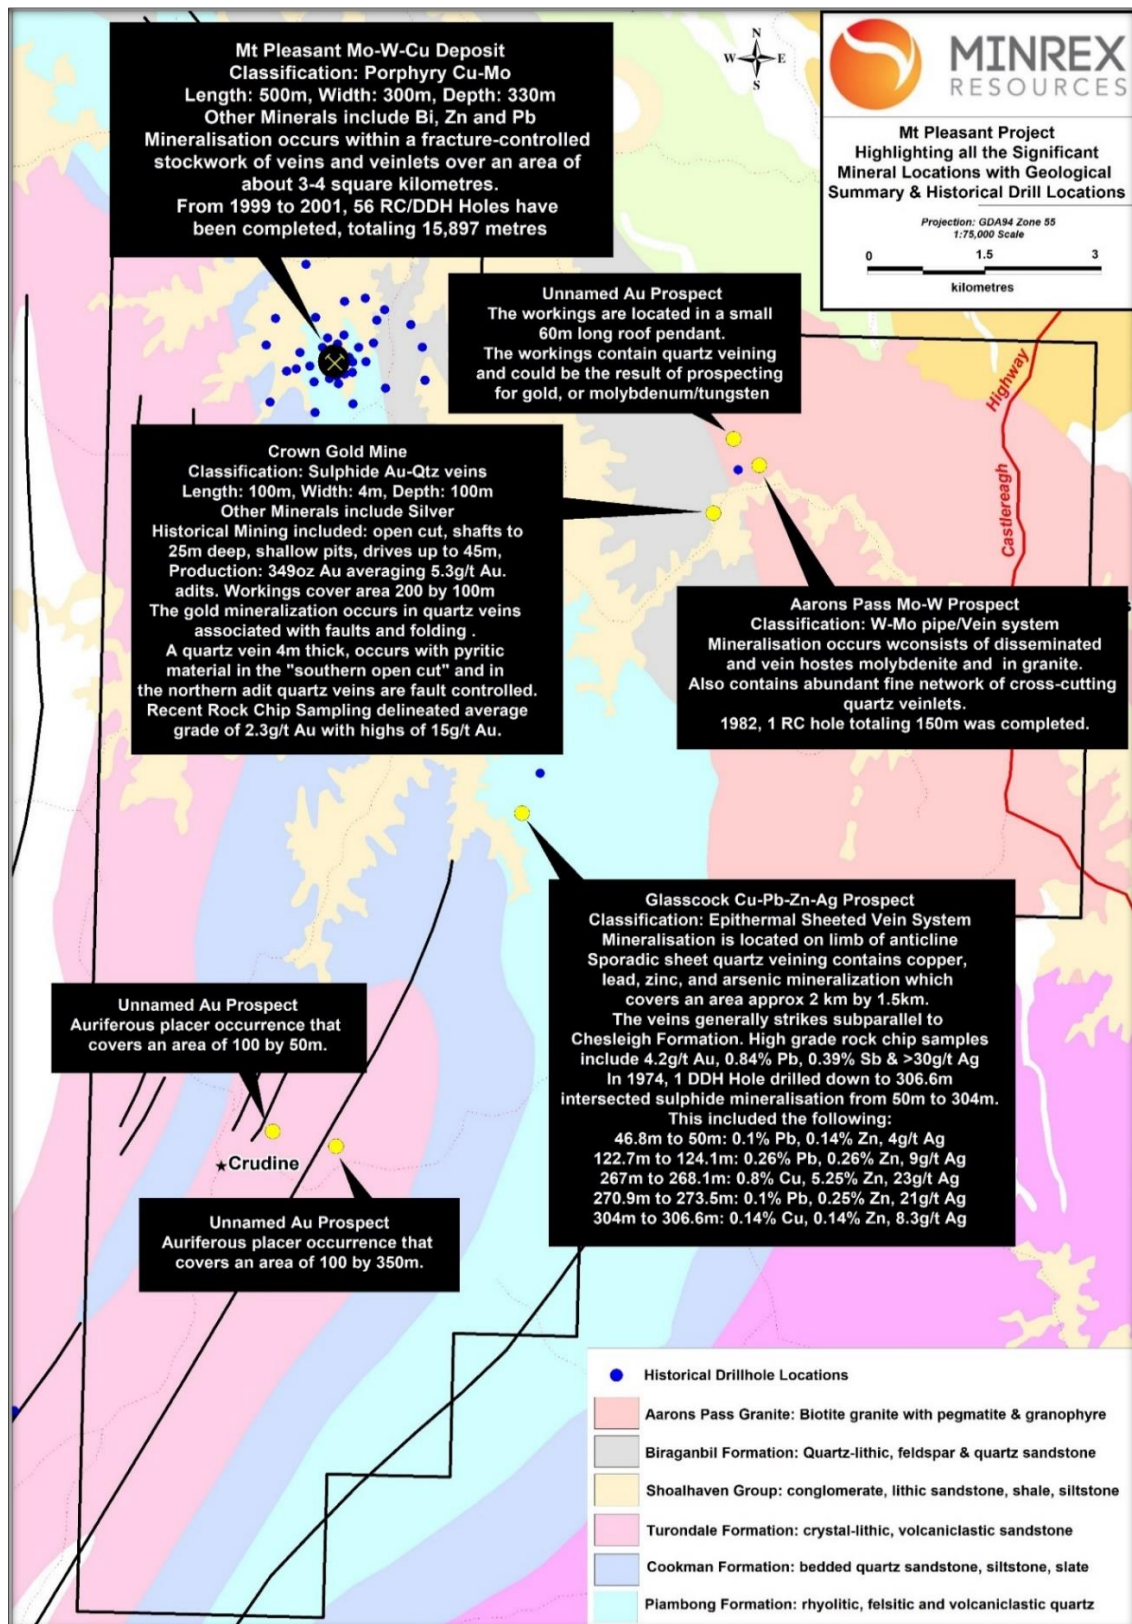 Mt Pleasant Mo-W-Cu Deposit
Classification: Porphyry Cu-Mo
Length: 500m, Width: 300m, Depth: 330m
Other Minerals include Bi, Zn and Pb
Mineralisation occurs within a fracture-controlled
stockwork of veins and veinlets over an area of
about 3-4 square kilometres.
From 1999 to 2001, 56 RC/DDH Holes have
been completed, totaling 15,897 metres
N
W E
S
MINREX
RESOURCES
Mt Pleasant Project
Highlighting all the Significant
Mineral Locations with Geological
Summary & Historical Drill Locations
Projection: GDA94 Zone 55
1:75,000 Scale
0 1.5 3
kilometres
Unnamed Au Prospect
The workings are located in a small
60m long roof pendant.
The workings contain quartz veining
and could be the result of prospecting
for gold, or molybdenum/tungsten
Castlereagh Highway
Crown Gold Mine
Classification: Sulphide Au-Qtz veins
Length: 100m, Width: 4m, Depth: 100m
Other Minerals include Silver
Historical Mining included: open cut, shafts to
25m deep, shallow pits, drives up to 45m,
Production: 349oz Au averaging 5.3g/t Au.
adits. Workings cover area 200 by 100m
The gold mineralization occurs in quartz veins
associated with faults and folding .
A quartz vein 4m thick, occurs with pyritic
material in the "southern open cut" and in
the northern adit quartz veins are fault controlled.
Recent Rock Chip Sampling delineated average
grade of 2.3g/t Au with highs of 15g/t Au.
Aarons Pass Mo-W Prospect
Classification: W-Mo pipe/Vein system
Mineralisation occurs wconsists of disseminated
and vein hostes molybdenite and in granite.
Also contains abundant fine network of cross-cutting
quartz veinlets.
1982, 1 RC hole totaling 150m was completed.
s
Glasscock Cu-Pb-Zn-Ag Prospect
Classification: Epithermal Sheeted Vein System
Mineralisation is located on limb of anticline
Sporadic sheet quartz veining contains copper,
lead, zinc, and arsenic mineralization which
covers an area approx 2 km by 1.5km.
The veins generally strikes subparallel to
Chesleigh Formation. High grade rock chip samples
include 4.2g/t Au, 0.84% Pb, 0.39% Sb & >30g/t Ag
In 1974, 1 DDH Hole drilled down to 306.6m
intersected sulphide mineralisation from 50m to 304m.
This included the following:
46.8m to 50m: 0.1% Pb, 0.14% Zn, 4g/t Ag
122.7m to 124.1m: 0.26% Pb, 0.26% Zn, 9g/t Ag
267m to 268.1m: 0.8% Cu, 5.25% Zn, 23g/t Ag
270.9m to 273.5m: 0.1% Pb, 0.25% Zn, 21g/t Ag
304m to 306.6m: 0.14% Cu, 0.14% Zn, 8.3g/t Ag
Unnamed Au Prospect
Auriferous placer occurrence that
covers an area of 100 by 50m.
Crudine
Unnamed Au Prospect
Auriferous placer occurrence that
covers an area of 100 by 350m.
Historical Drillhole Locations
Aarons Pass Granite: Biotite granite with pegmatite & granophyre
Biraganbil Formation: Quartz-lithic, feldspar & quartz sandstone
Shoalhaven Group: conglomerate, lithic sandstone, shale, siltstone
Turondale Formation: crystal-lithic, volcaniclastic sandstone
Cookman Formation: bedded quartz sandstone, siltstone, slate
Piambong Formation: rhyolitic, felsitic and volcaniclastic quartz